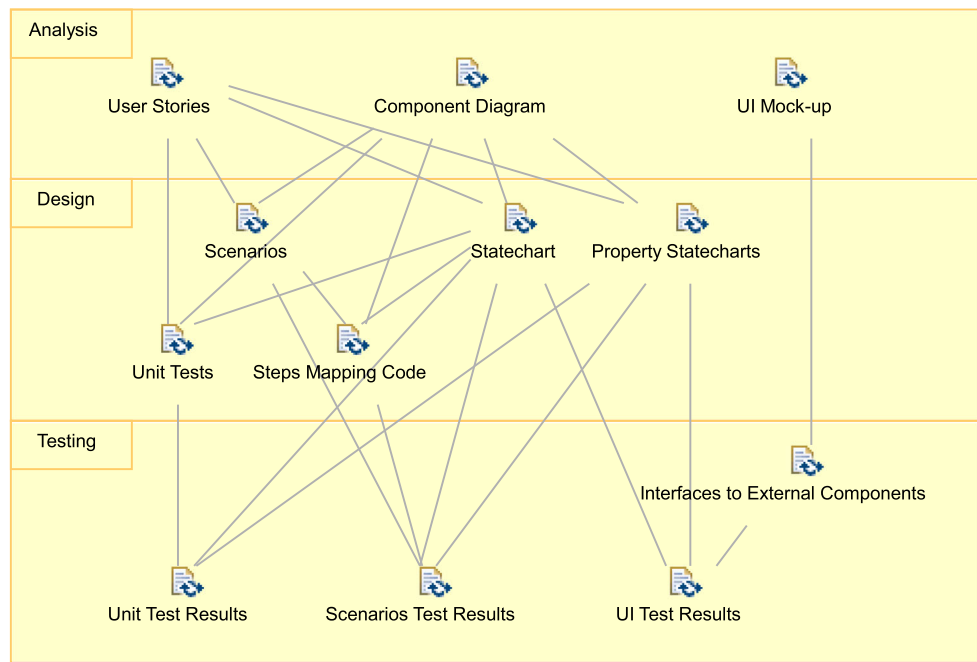 Analysis
User Stories
Component Diagram
UI Mock-up
Design
Scenarios
Statechart
Property Statecharts
Unit Tests
Steps Mapping Code
Testing
Interfaces to External Components
Unit Test Results
Scenarios Test Results
UI Test Results